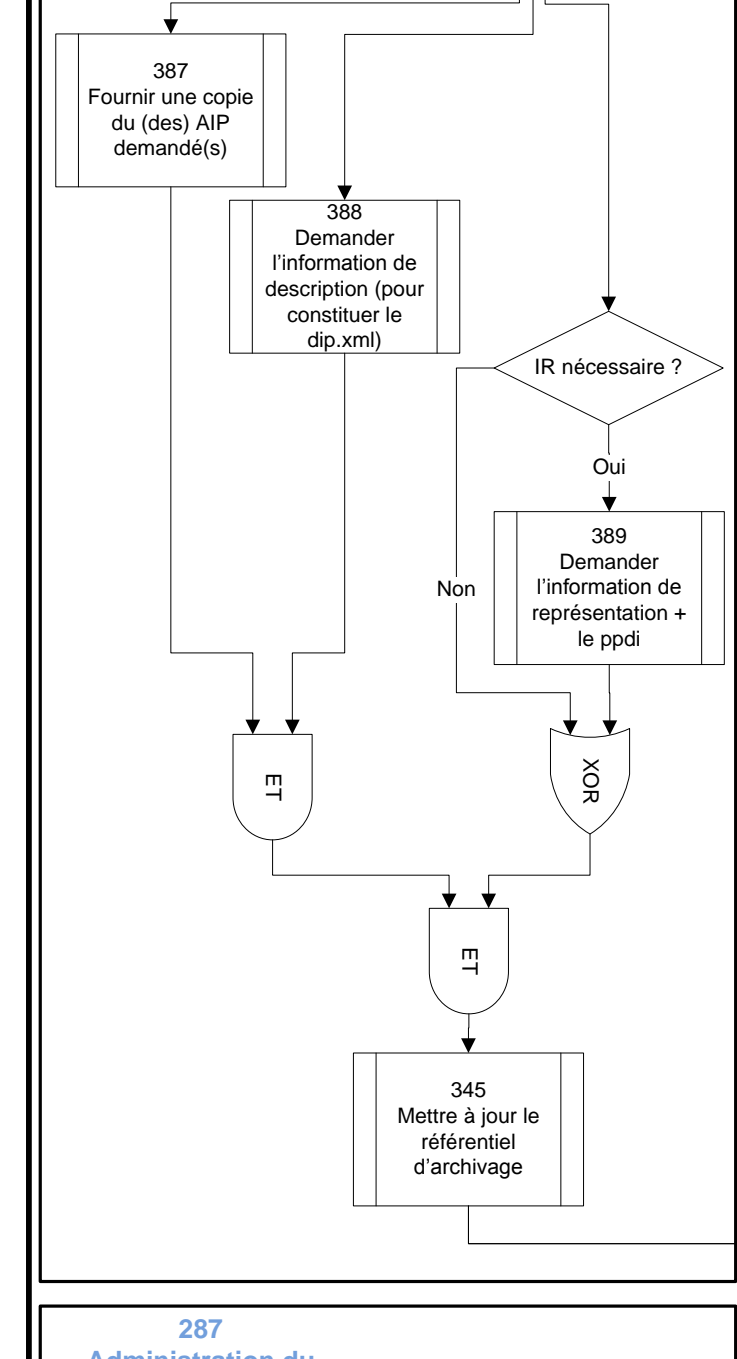 387
Fournir une copie
du (des) AIP
demandé(s)
388
Demander
l'information de
description (pour
constituer le
dip.xml)
IR nécessaire ?
Oui
389
Demander
l'information de
représentation +
le ppdi
Non
ET
XOR
ET
345
Mettre à jour le
référentiel
d'archivage
287
Administration du